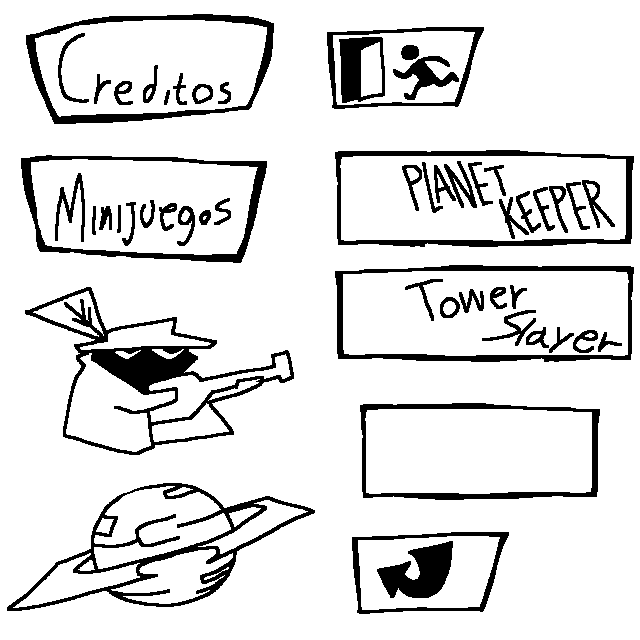 Creditos
Minijuegos
PLANET
KEEPER
Tower
Slayer